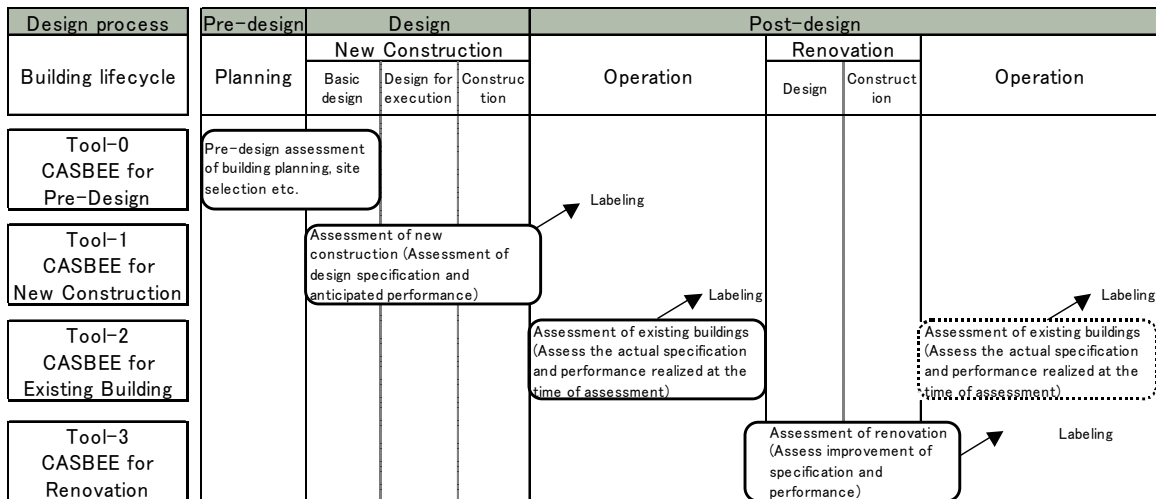 Design process
Pre-design
Design
Post-design
Building lifecycle
Planning
New Construction
Basic
design
Design for
execution
Construc
tion
Operation
Renovation
Design
Construct
ion
Operation
Tool-0
CASBEE for
Pre-Design
Pre-design assessment
of building planning, site
selection etc.
Tool-1
CASBEE for
New Construction
Assessment of new
construction (Assessment of
design specification and
anticipated performance)
Labeling
Tool-2
CASBEE for
Existing Building
Assessment of existing buildings
(Assess the actual specification
and performance realized at the
time of assessment)
Labeling
Assessment of existing buildings
(Assess the actual specification
and performance realized at the
time of assessment)
Labeling
Tool-3
CASBEE for
Renovation
Assessment of renovation
(Assess improvement of
specification and
performance)
Labeling